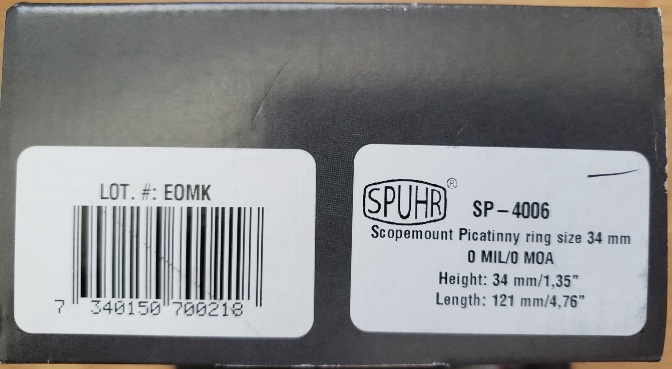 LOT. #: EOMK
7 340150 700218
SPUHR®
SP-4006
Scopemount Picatinny ring size 34 mm
0 MIL/0 MOA
Height: 34 mm/1,35"
Length: 121 mm/4,76"